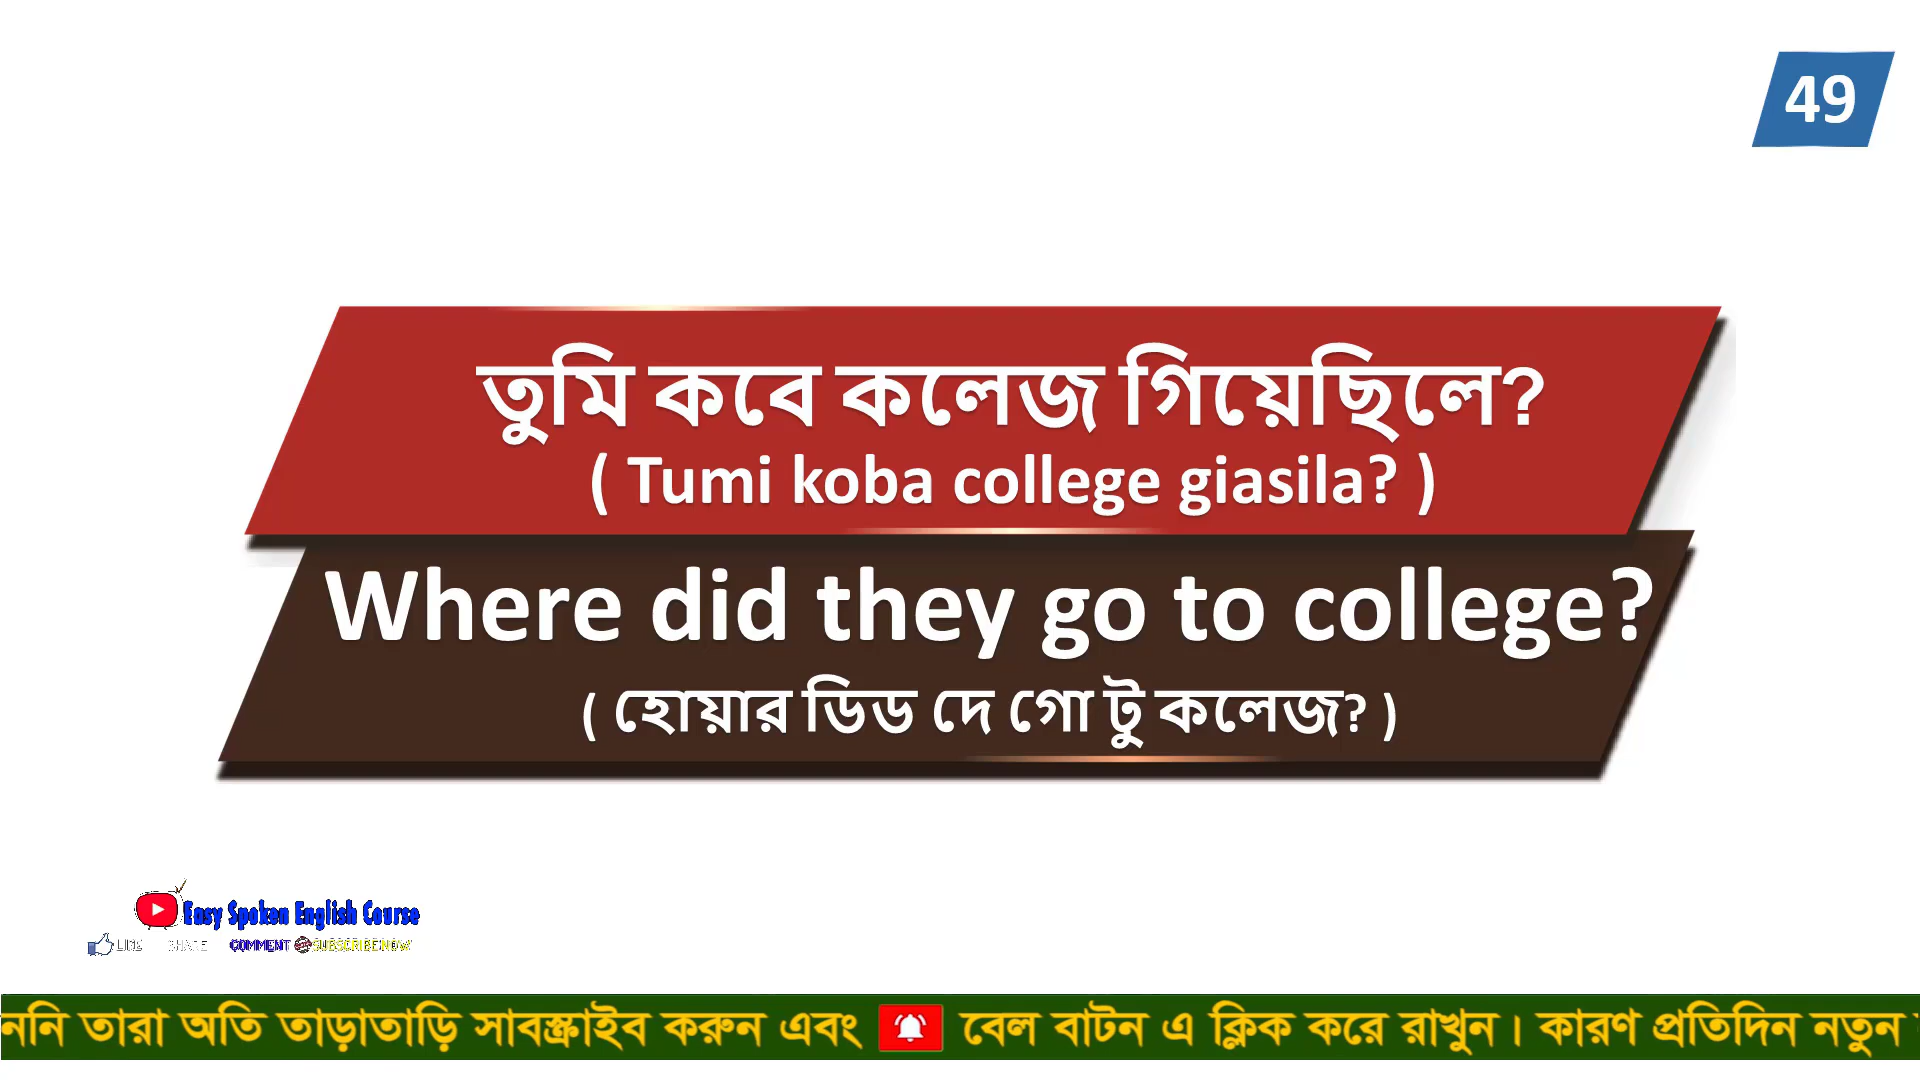 49
তুমি কবে কলেজ গিয়েছিলে?
( Tumi koba college giasila? )
Where did they go to college?
( হোয়ার ডিড দে গো টু কলেজ? )
Easy Spoken English Course
LIKE SHARE COMMENT SUBSCRIBE NOW
ননি তারা অতি তাড়াতাড়ি সাবস্ক্রাইব করুন এবং বেল বাটন এ ক্লিক করে রাখুন। কারণ প্রতিদিন নতুন